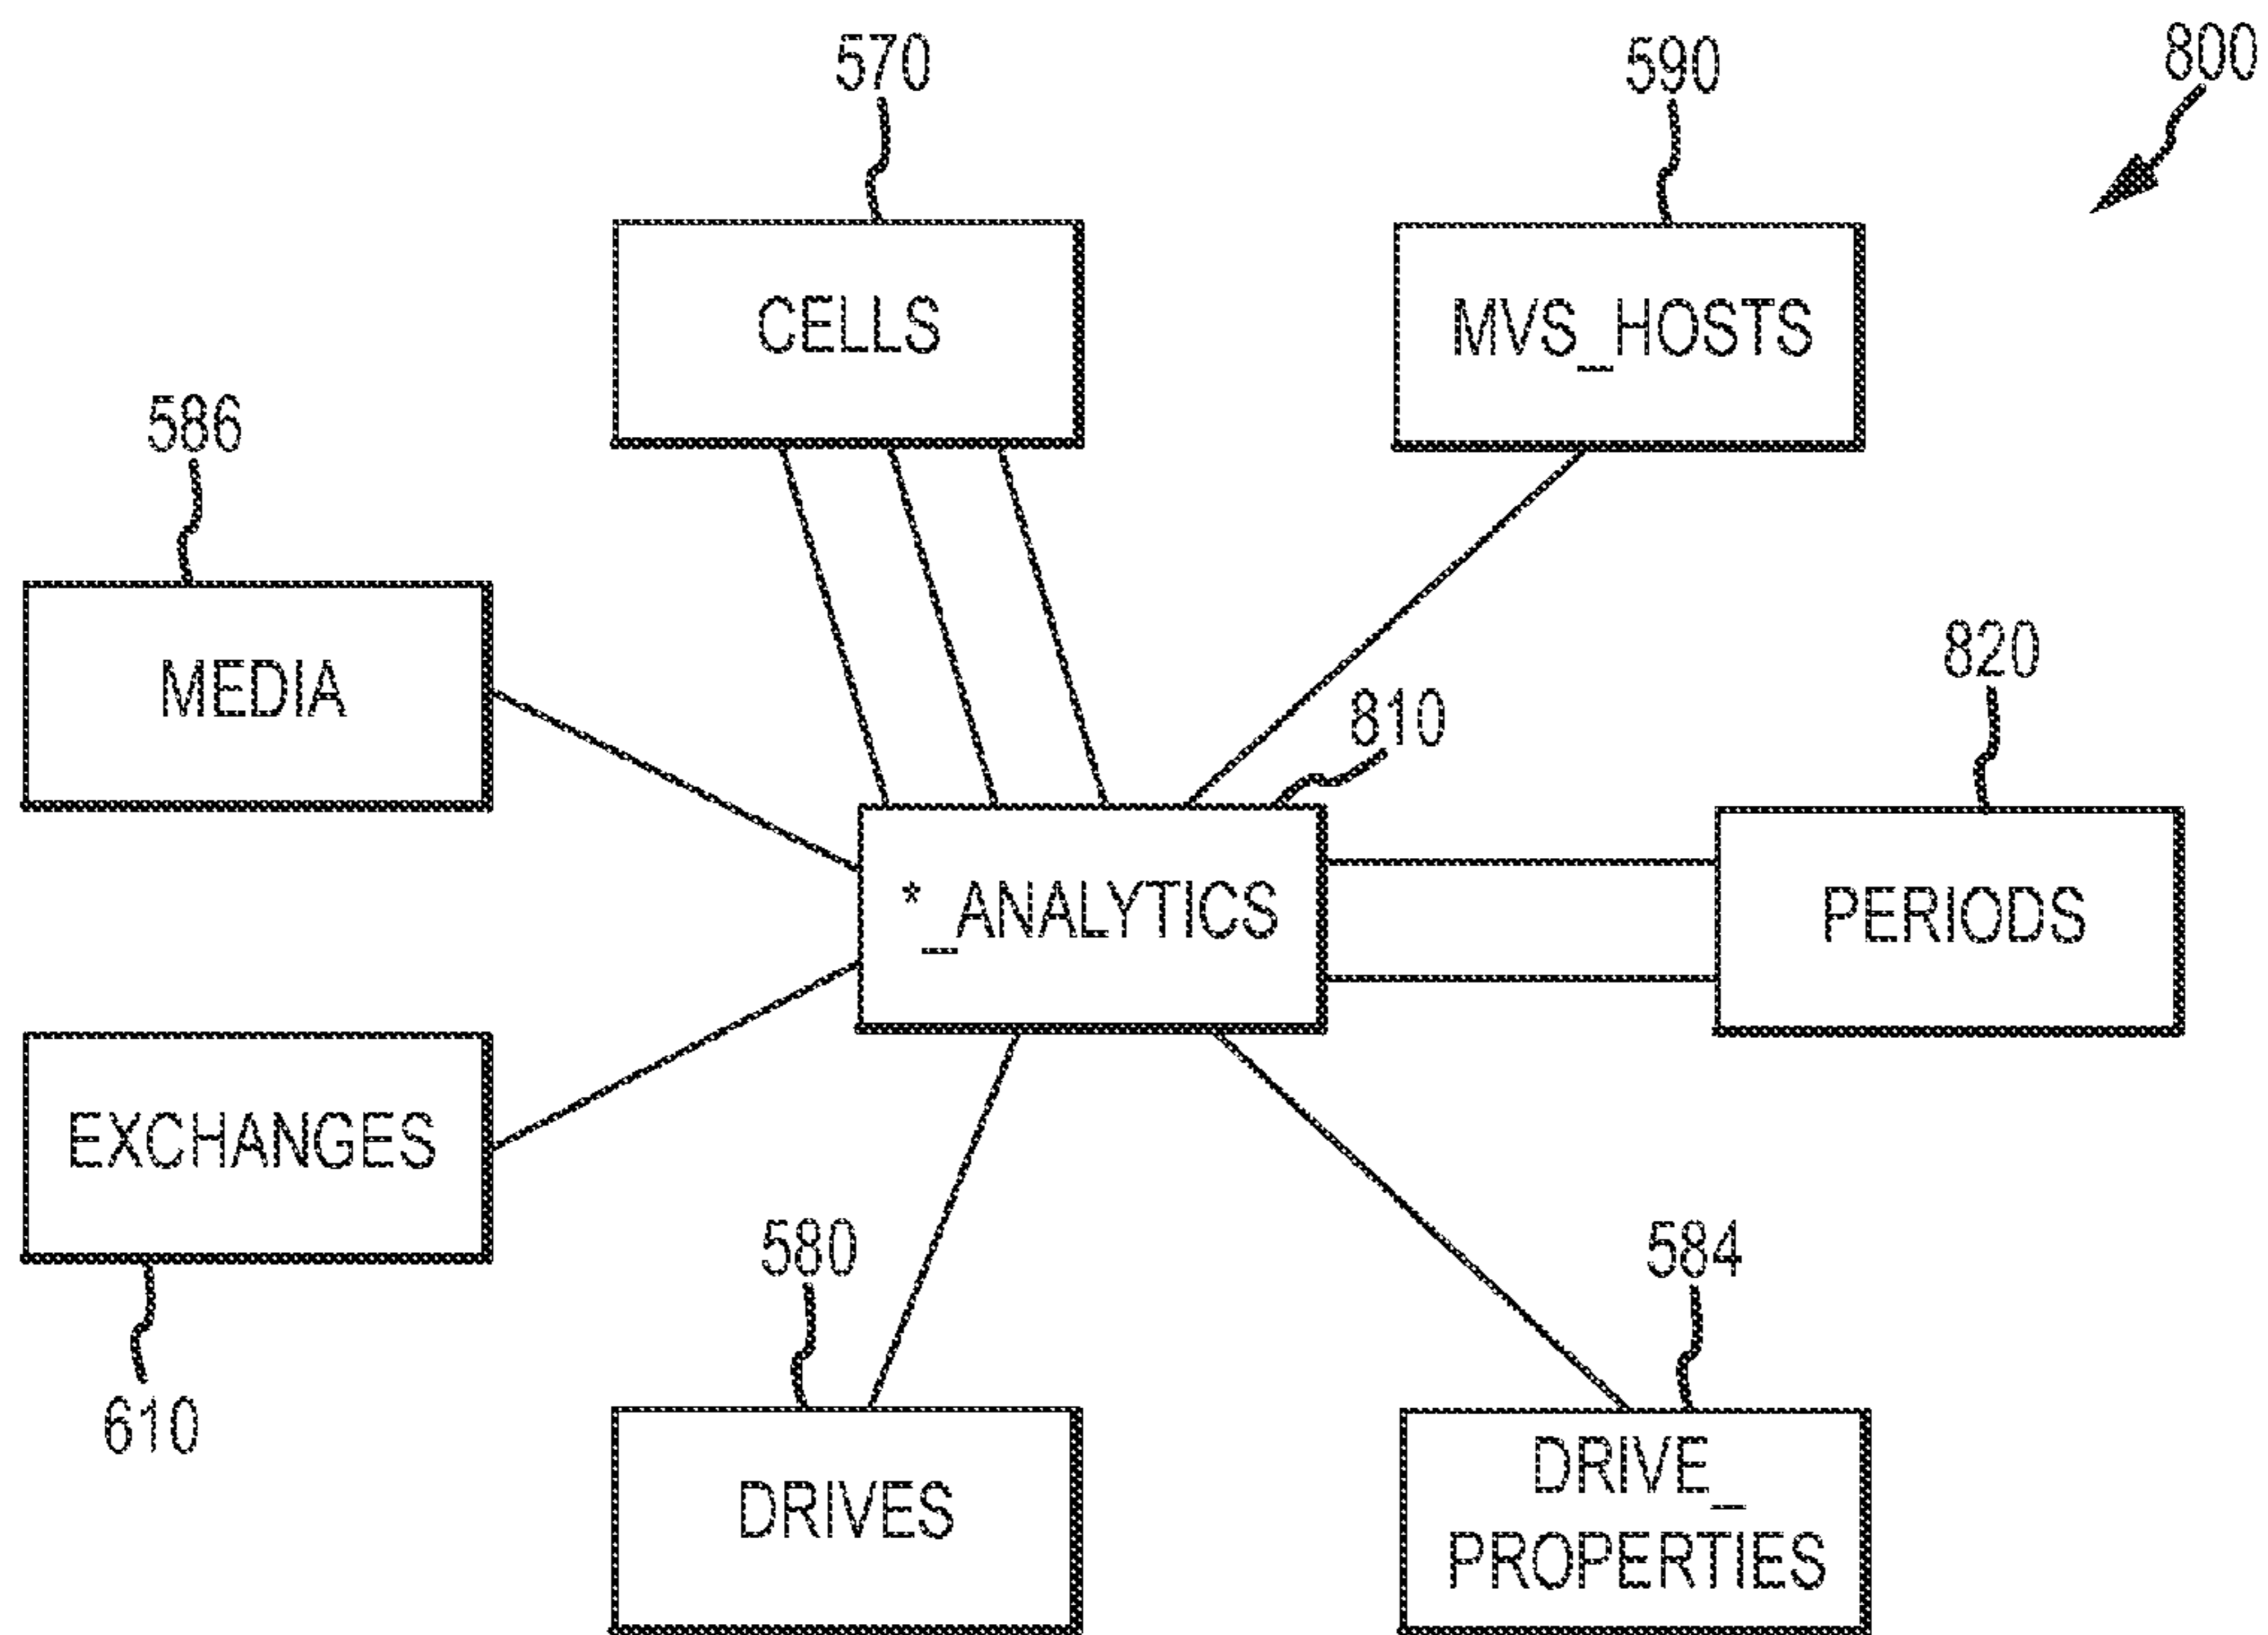 570
590
800
CELLS
MVS_HOSTS
586
MEDIA
820
810
*_ANALYTICS
PERIODS
EXCHANGES
580
584
610
DRIVES
DRIVE_
PROPERTIES